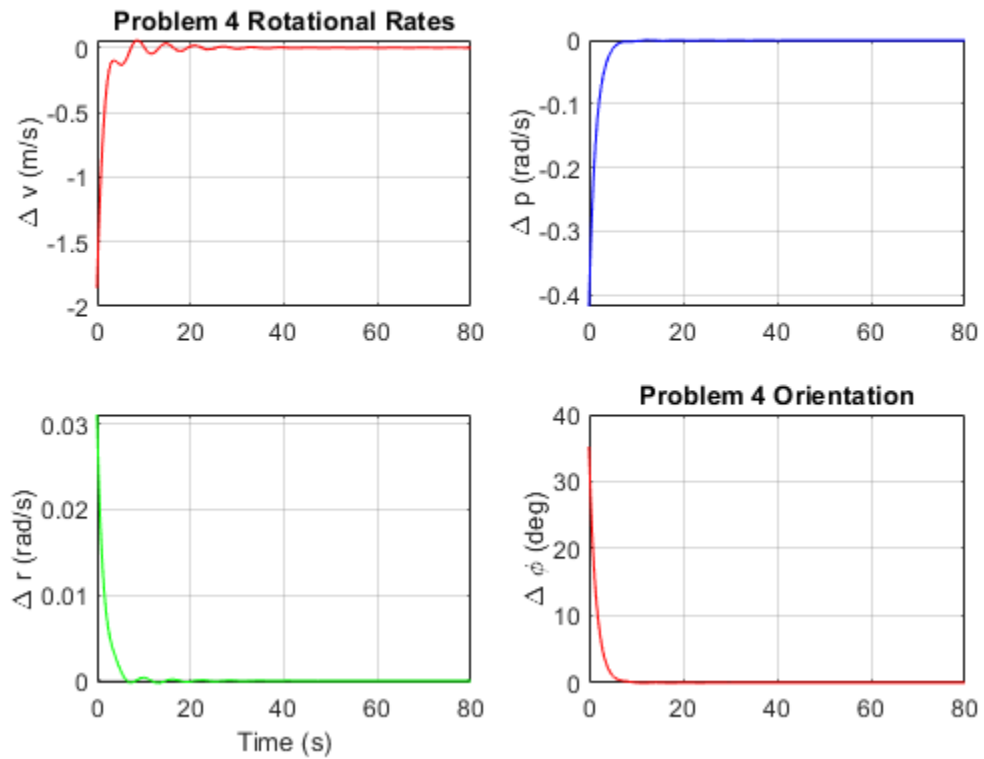 Problem 4 Rotational Rates
0
-0.5
-1
-1.5
-2
Δ v (m/s)
0 20 40 60 80
0
-0.1
-0.2
-0.3
-0.4
Δ p (rad/s)
0 20 40 60 80
0.03
0.02
0.01
0
Δ r (rad/s)
0 20 40 60 80
Time (s)
Problem 4 Orientation
40
30
20
10
0
Δ ϕ (deg)
0 20 40 60 80